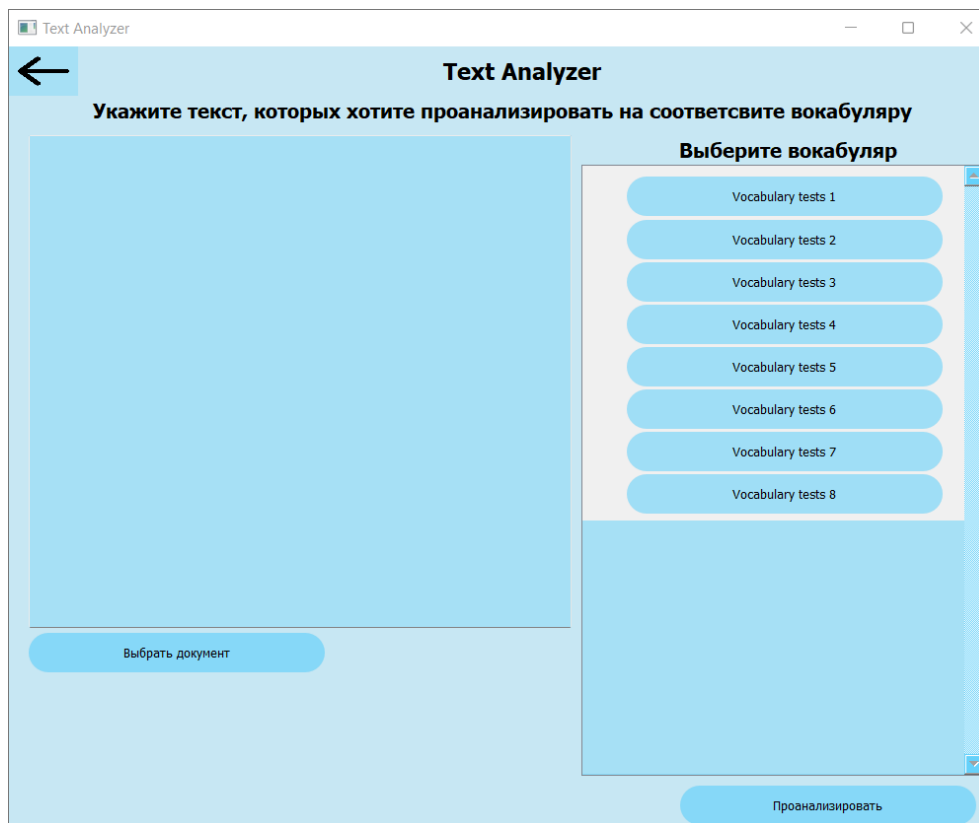 Text Analyzer
Text Analyzer
Укажите текст, которых хотите проанализировать на соответсвите вокабуляру
Выберите вокабуляр
Vocabulary tests 1
Vocabulary tests 2
Vocabulary tests 3
Vocabulary tests 4
Vocabulary tests 5
Vocabulary tests 6
Vocabulary tests 7
Vocabulary tests 8
Выбрать документ
Проанализировать